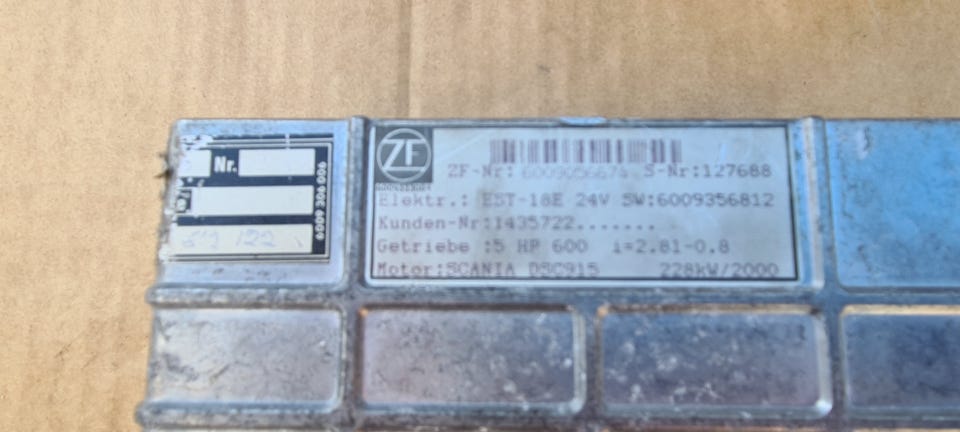 Nr.
6009 306 006
ZF
ZF-Nr: 6009056674 S-Nr:127688
Elektr.: EST-18E 24V SW:6009356812
Kunden-Nr:1435722.......
Getriebe :5 HP 600 i=2.81-0.8
Motor:SCANIA DSC915 228kW/2000